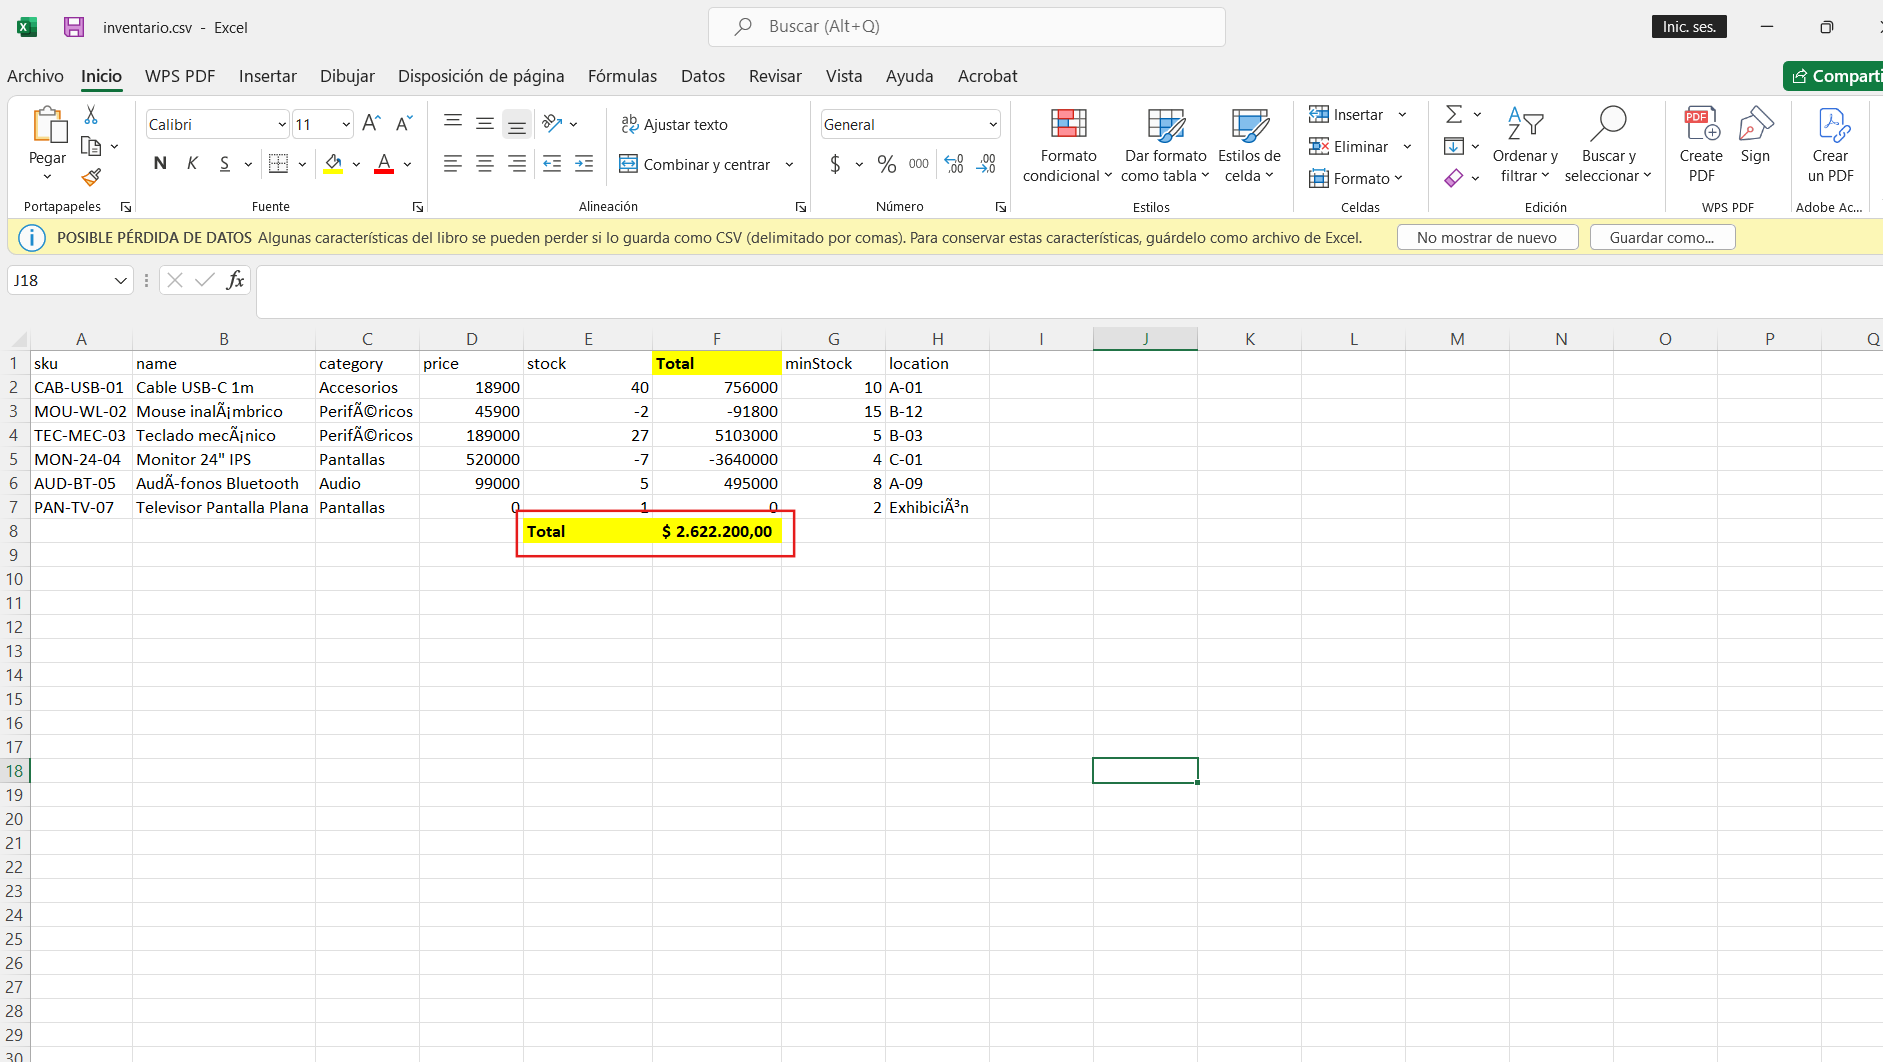 inventario.csv - Excel
Buscar (Alt+Q)
Inic. ses.
Archivo Inicio WPS PDF Insertar Dibujar Disposición de página Fórmulas Datos Revisar Vista Ayuda Acrobat
Comparti
Pegar
Portapapeles
Calibri 11
N K S
Fuente
Ajustar texto
Combinar y centrar
Alineación
General
$ % 000
Número
Formato condicional
Dar formato como tabla
Estilos de celda
Estilos
Insertar
Eliminar
Formato
Celdas
Ordenar y filtrar
Buscar y seleccionar
Edición
Create PDF
Sign
WPS PDF
Crear un PDF
Adobe Ac...
POSIBLE PÉRDIDA DE DATOS Algunas características del libro se pueden perder si lo guarda como CSV (delimitado por comas). Para conservar estas características, guárdelo como archivo de Excel.
No mostrar de nuevo
Guardar como...
J18
fx
A B C D E F G H I J K L M N O P Q
1 sku name category price stock Total minStock location
2 CAB-USB-01 Cable USB-C 1m Accesorios 18900 40 756000 10 A-01
3 MOU-WL-02 Mouse inalÃ¡mbrico PerifÃ©ricos 45900 -2 -91800 15 B-12
4 TEC-MEC-03 Teclado mecÃ¡nico PerifÃ©ricos 189000 27 5103000 5 B-03
5 MON-24-04 Monitor 24" IPS Pantallas 520000 -7 -3640000 4 C-01
6 AUD-BT-05 AudÃ-fonos Bluetooth Audio 99000 5 495000 8 A-09
7 PAN-TV-07 Televisor Pantalla Plana Pantallas 0 1 0 2 ExhibiciÃ³n
8 Total $ 2.622.200,00
9
10
11
12
13
14
15
16
17
18
19
20
21
22
23
24
25
26
27
28
29
30